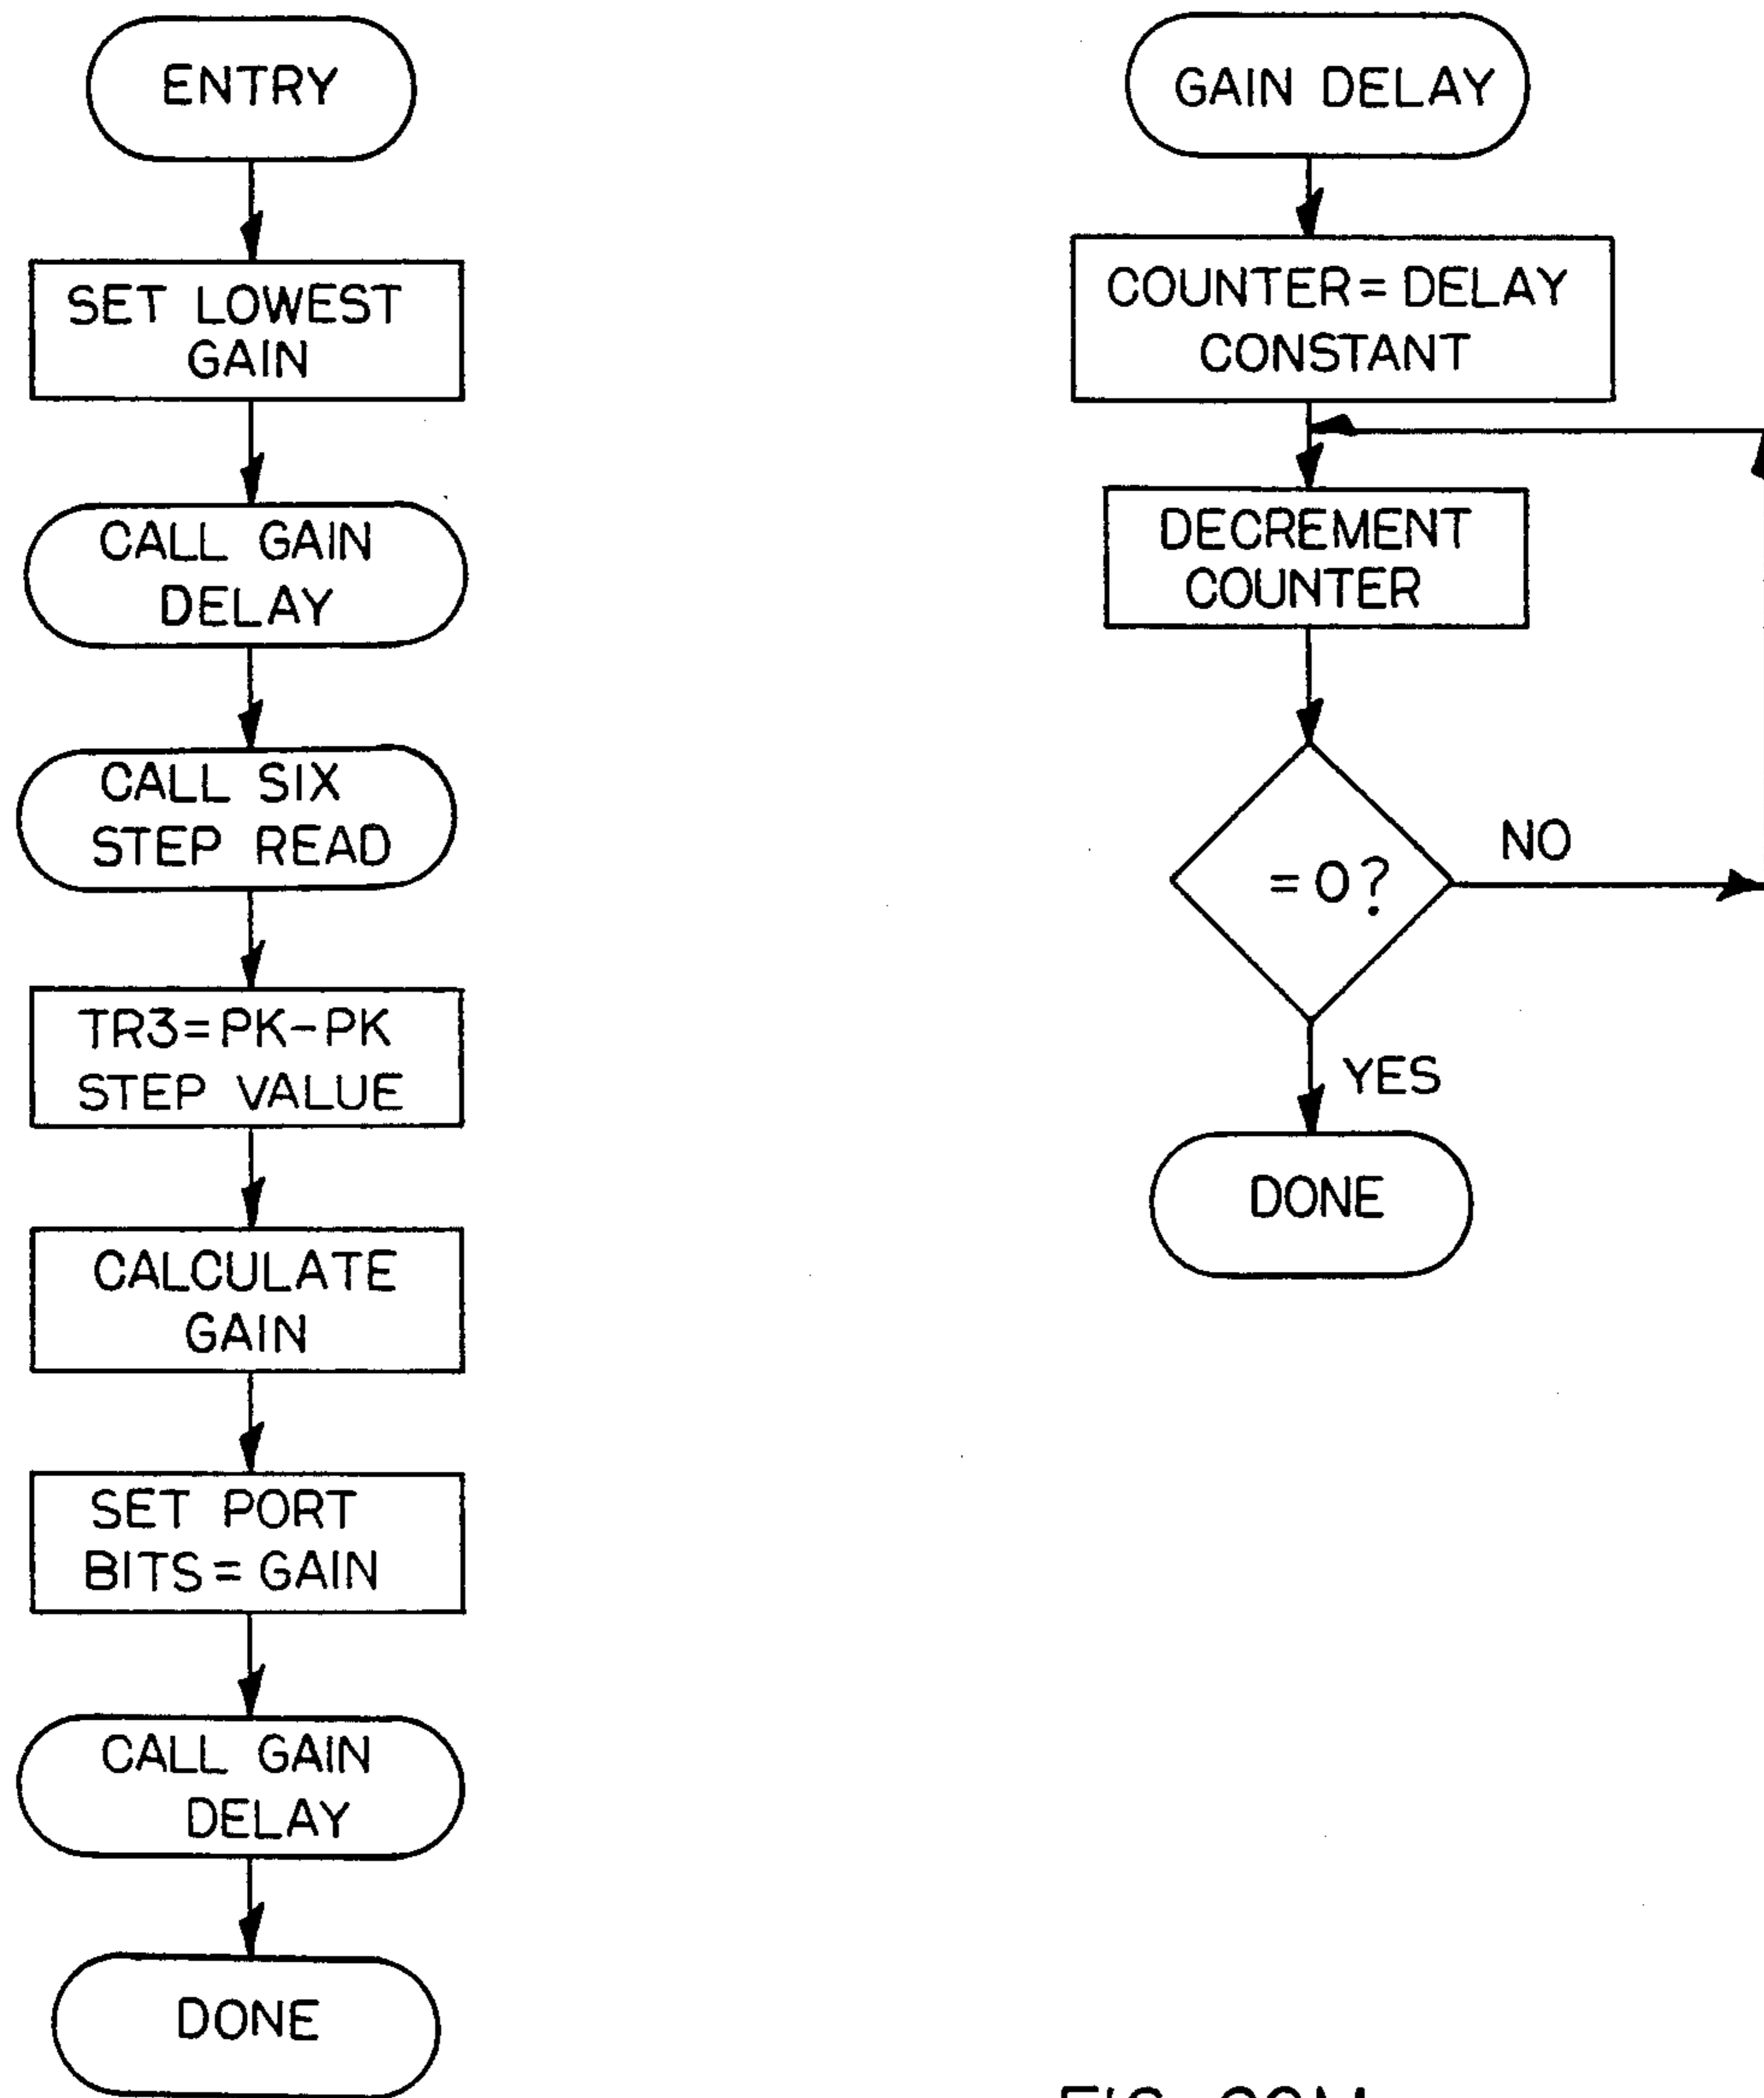 ENTRY
SET LOWEST
GAIN
CALL GAIN
DELAY
CALL SIX
STEP READ
TR3=PK-PK
STEP VALUE
CALCULATE
GAIN
SET PORT
BITS = GAIN
CALL GAIN
DELAY
DONE
GAIN DELAY
COUNTER = DELAY
CONSTANT
DECREMENT
COUNTER
= 0?
NO
YES
DONE